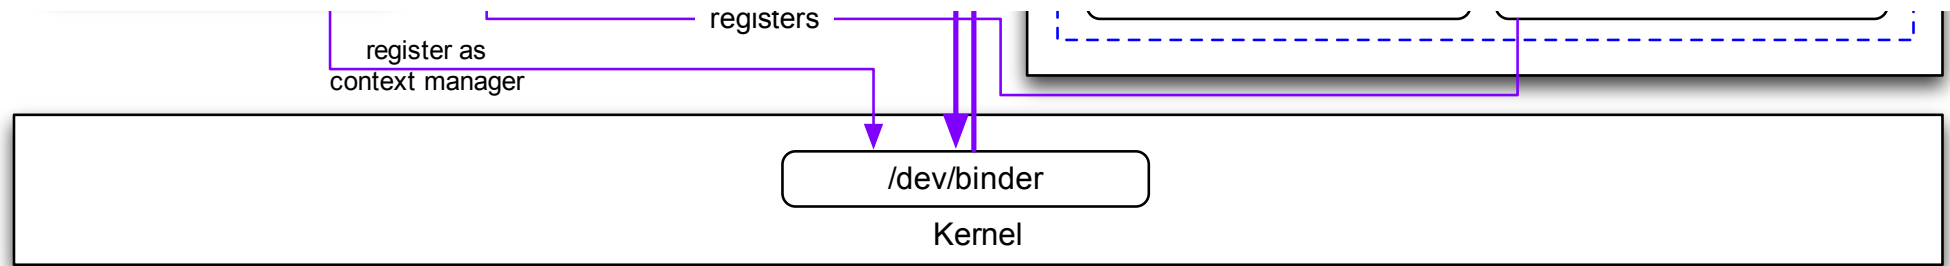 registers
register as
context manager
/dev/binder
Kernel